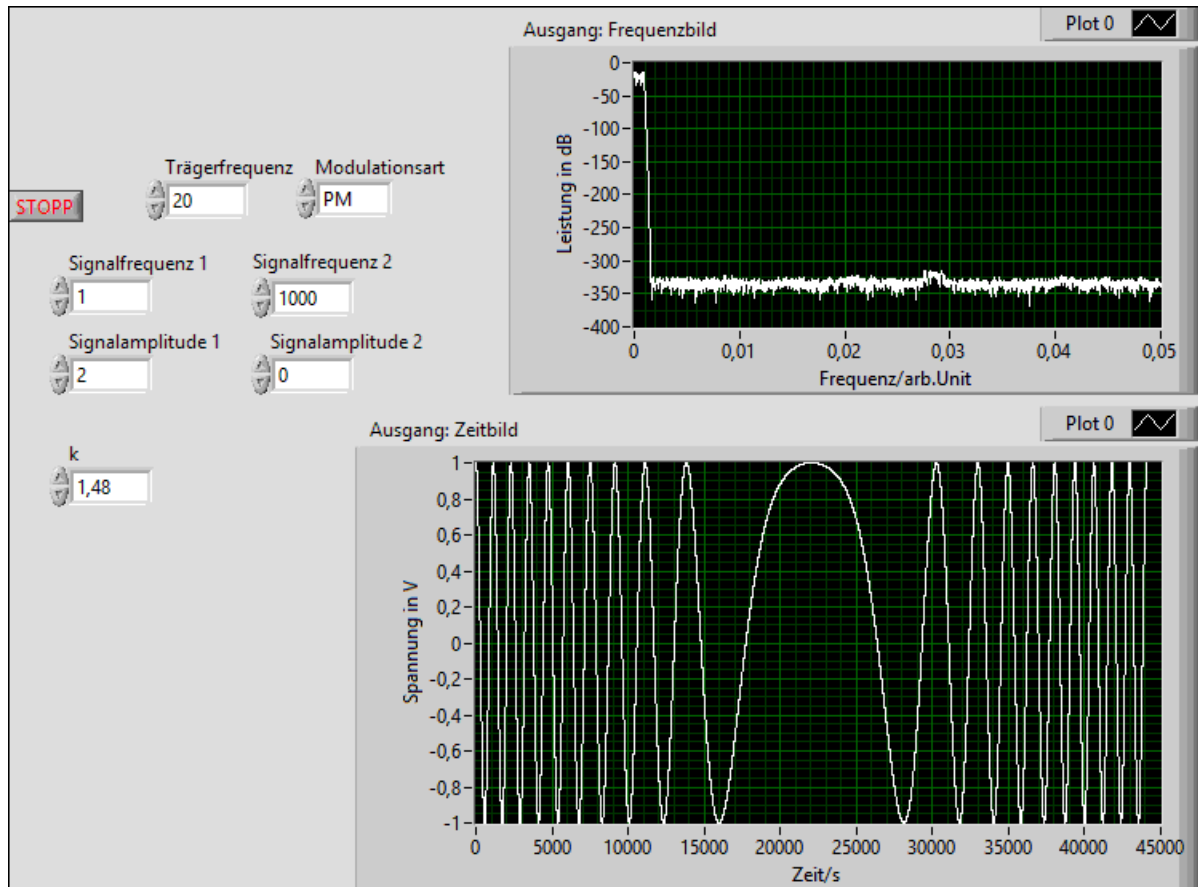 Ausgang: Frequenzbild
Plot 0
0
-50
-100
-150
-200
-250
-300
-350
-400
Leistung in dB
0
0,01
0,02
0,03
0,04
0,05
Frequenz/arb.Unit
STOPP
Trägerfrequenz
20
Modulationsart
PM
Signalfrequenz 1
1
Signalfrequenz 2
1000
Signalamplitude 1
2
Signalamplitude 2
0
k
1,48
Ausgang: Zeitbild
Plot 0
1
0,8
0,6
0,4
0,2
0
-0,2
-0,4
-0,6
-0,8
-1
Spannung in V
0
5000
10000
15000
20000
25000
30000
35000
40000
45000
Zeit/s